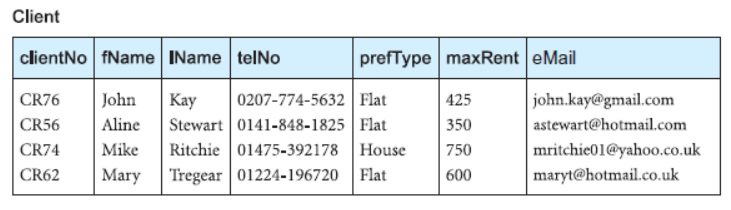 Client
clientNo fName lName telNo prefType maxRent eMail
CR76 John Kay 0207-774-5632 Flat 425 john.kay@gmail.com
CR56 Aline Stewart 0141-848-1825 Flat 350 astewart@hotmail.com
CR74 Mike Ritchie 01475-392178 House 750 mritchie01@yahoo.co.uk
CR62 Mary Tregear 01224-196720 Flat 600 maryt@hotmail.co.uk